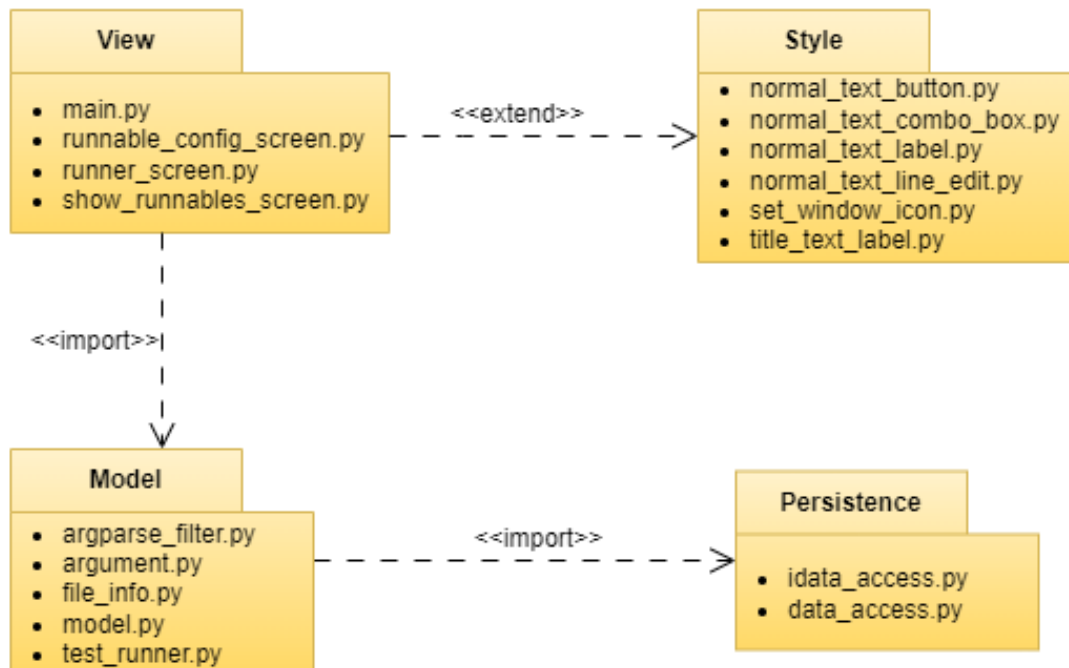 View
• main.py
• runnable_config_screen.py
• runner_screen.py
• show_runnables_screen.py
<<extend>>
Style
• normal_text_button.py
• normal_text_combo_box.py
• normal_text_label.py
• normal_text_line_edit.py
• set_window_icon.py
• title_text_label.py
<<import>>
Model
• argparse_filter.py
• argument.py
• file_info.py
• model.py
• test_runner.py
<<import>>
Persistence
• idata_access.py
• data_access.py